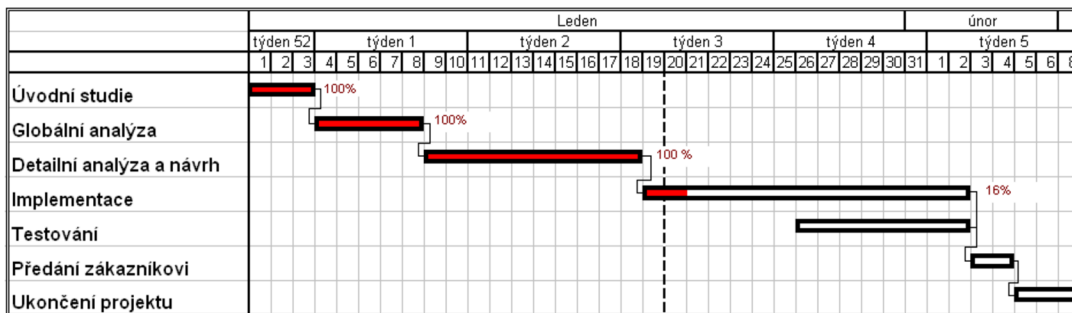 Leden únor
týden 52 týden 1 týden 2 týden 3 týden 4 týden 5
1 2 3 4 5 6 7 8 9 10 11 12 13 14 15 16 17 18 19 20 21 22 23 24 25 26 27 28 29 30 31 1 2 3 4 5 6 8
Úvodní studie 100%
Globální analýza 100%
Detailní analýza a návrh 100 %
Implementace 16%
Testování
Předání zákazníkovi
Ukončení projektu